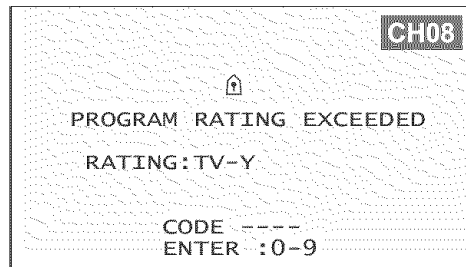 CH08
PROGRAM RATING EXCEEDED
RATING:TV-Y
CODE ----
ENTER :0-9